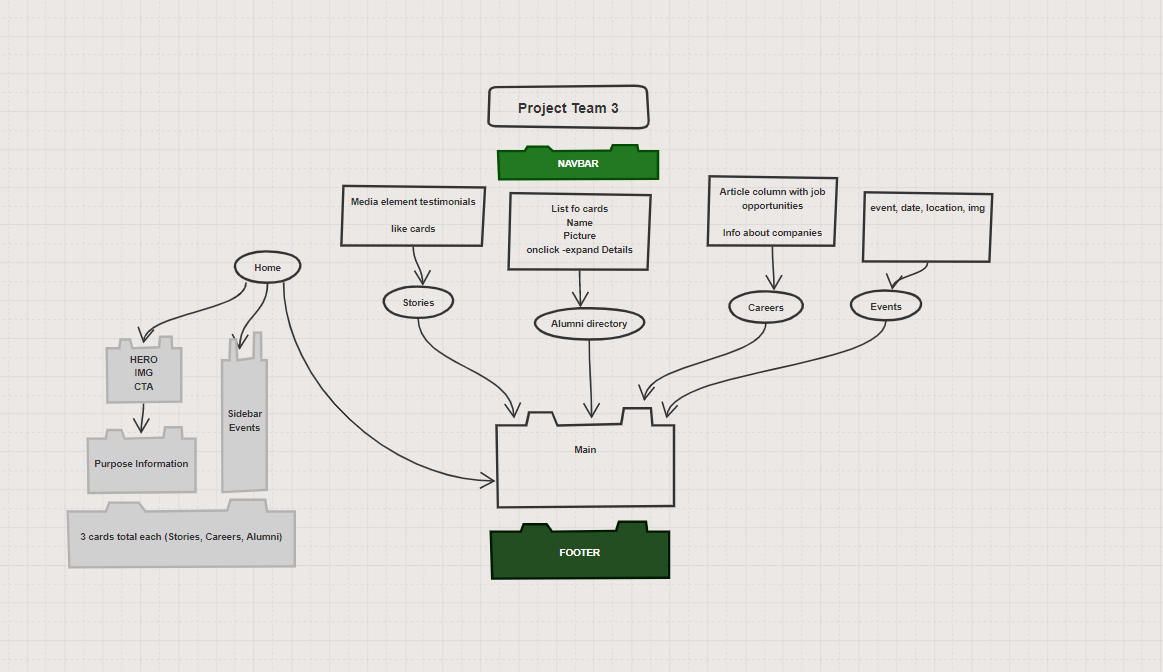 Project Team 3
NAVBAR
Media element testimonials
like cards
List fo cards
Name
Picture
onclick -expand Details
Article column with job
opportunities
Info about companies
event, date, location, img
Home
Stories
Alumni directory
Careers
Events
HERO
IMG
CTA
Sidebar
Events
Purpose Information
3 cards total each (Stories, Careers, Alumni)
Main
FOOTER